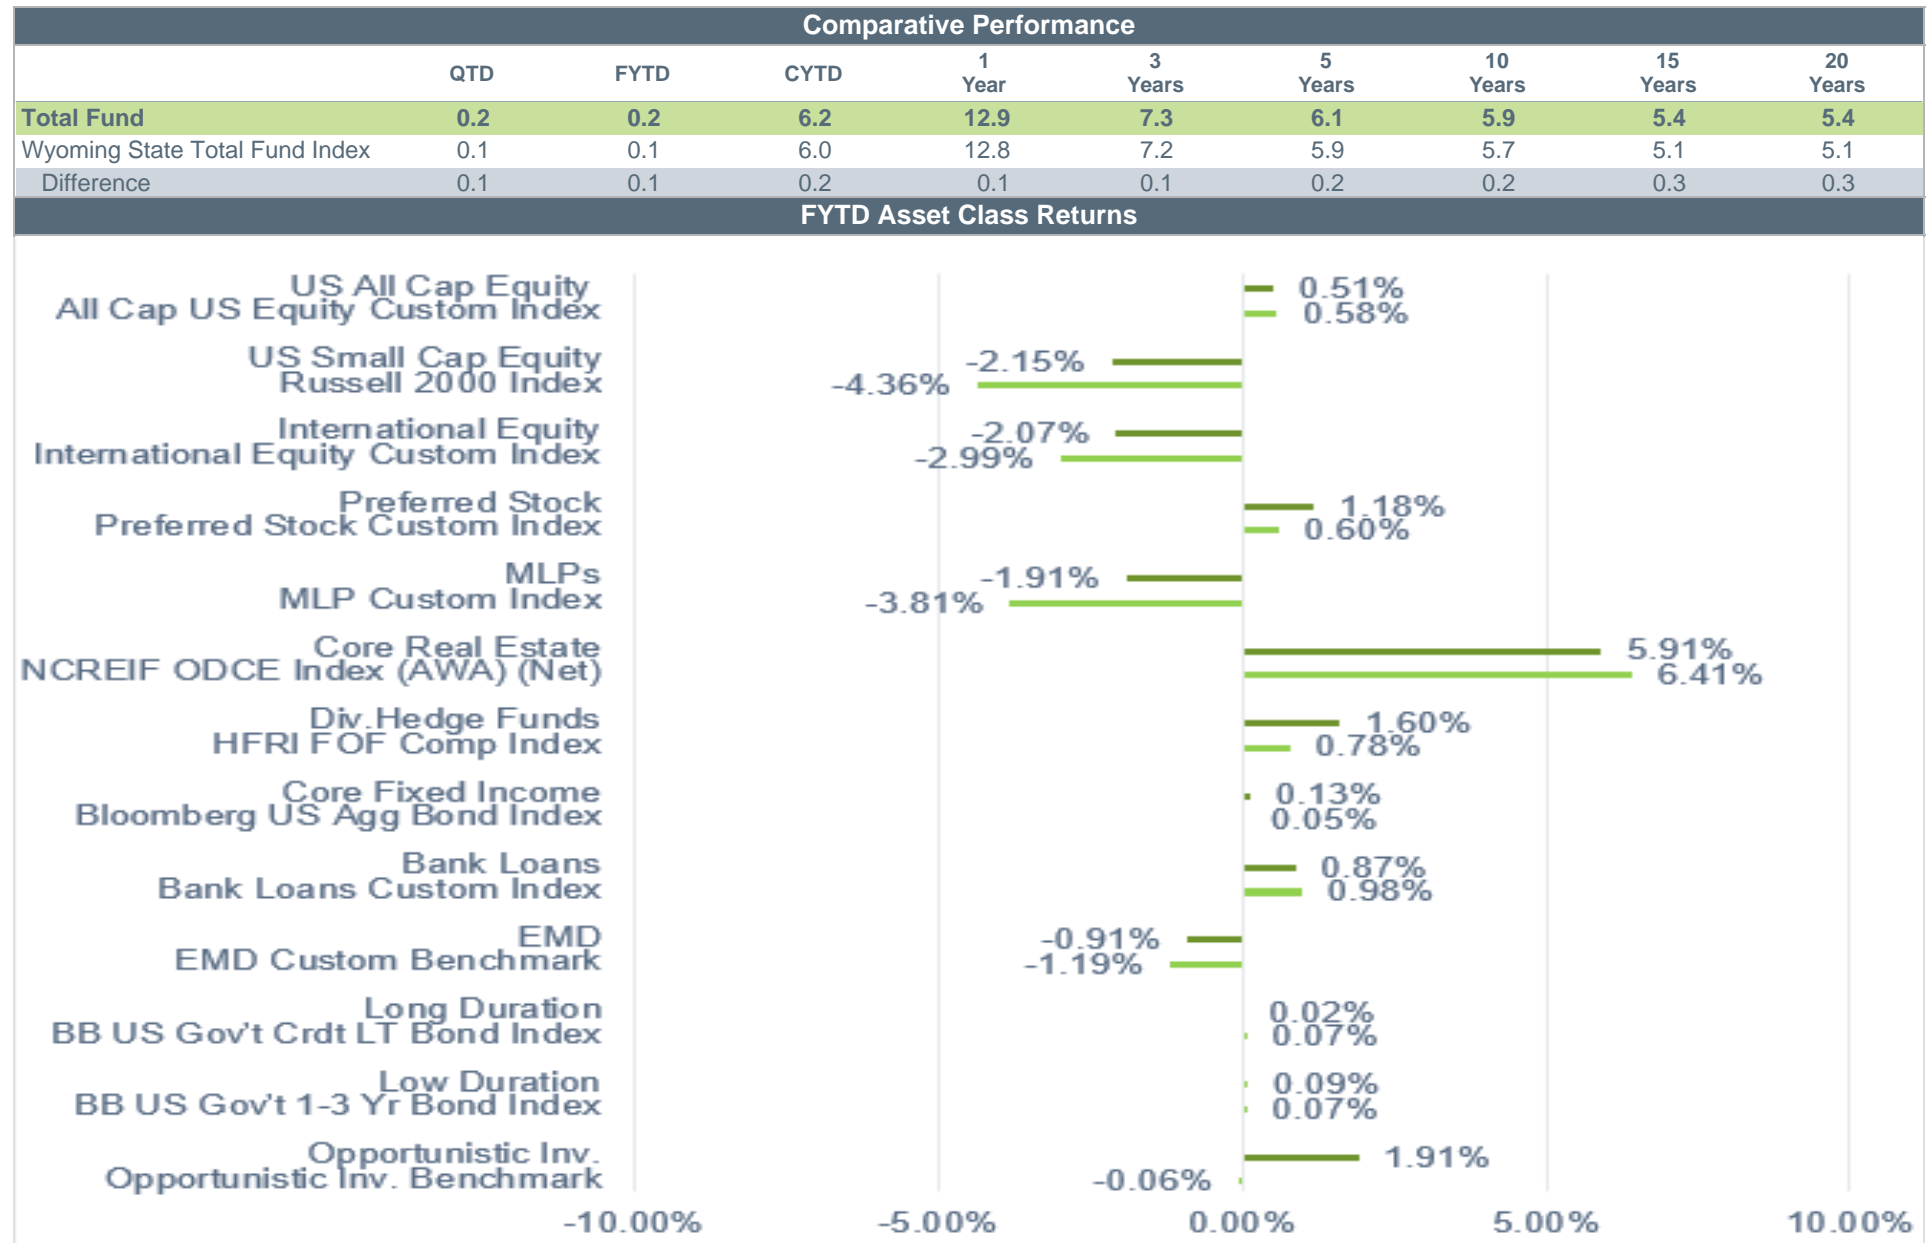 Comparative Performance
QTD FYTD CYTD 1 Year 3 Years 5 Years 10 Years 15 Years 20 Years
Total Fund 0.2 0.2 6.2 12.9 7.3 6.1 5.9 5.4 5.4
Wyoming State Total Fund Index 0.1 0.1 6.0 12.8 7.2 5.9 5.7 5.1 5.1
Difference 0.1 0.1 0.2 0.1 0.1 0.2 0.2 0.3 0.3
FYTD Asset Class Returns
US All Cap Equity 0.51%
All Cap US Equity Custom Index 0.58%
US Small Cap Equity -2.15%
Russell 2000 Index -4.36%
International Equity -2.07%
International Equity Custom Index -2.99%
Preferred Stock 1.18%
Preferred Stock Custom Index 0.60%
MLPs -1.91%
MLP Custom Index -3.81%
Core Real Estate 5.91%
NCREIF ODCE Index (AWA) (Net) 6.41%
Div.Hedge Funds 1.60%
HFRI FOF Comp Index 0.78%
Core Fixed Income 0.13%
Bloomberg US Agg Bond Index 0.05%
Bank Loans 0.87%
Bank Loans Custom Index 0.98%
EMD -0.91%
EMD Custom Benchmark -1.19%
Long Duration 0.02%
BB US Gov't Crdt LT Bond Index 0.07%
Low Duration 0.09%
BB US Gov't 1-3 Yr Bond Index 0.07%
Opportunistic Inv. 1.91%
Opportunistic Inv. Benchmark -0.06%
-10.00% -5.00% 0.00% 5.00% 10.00%